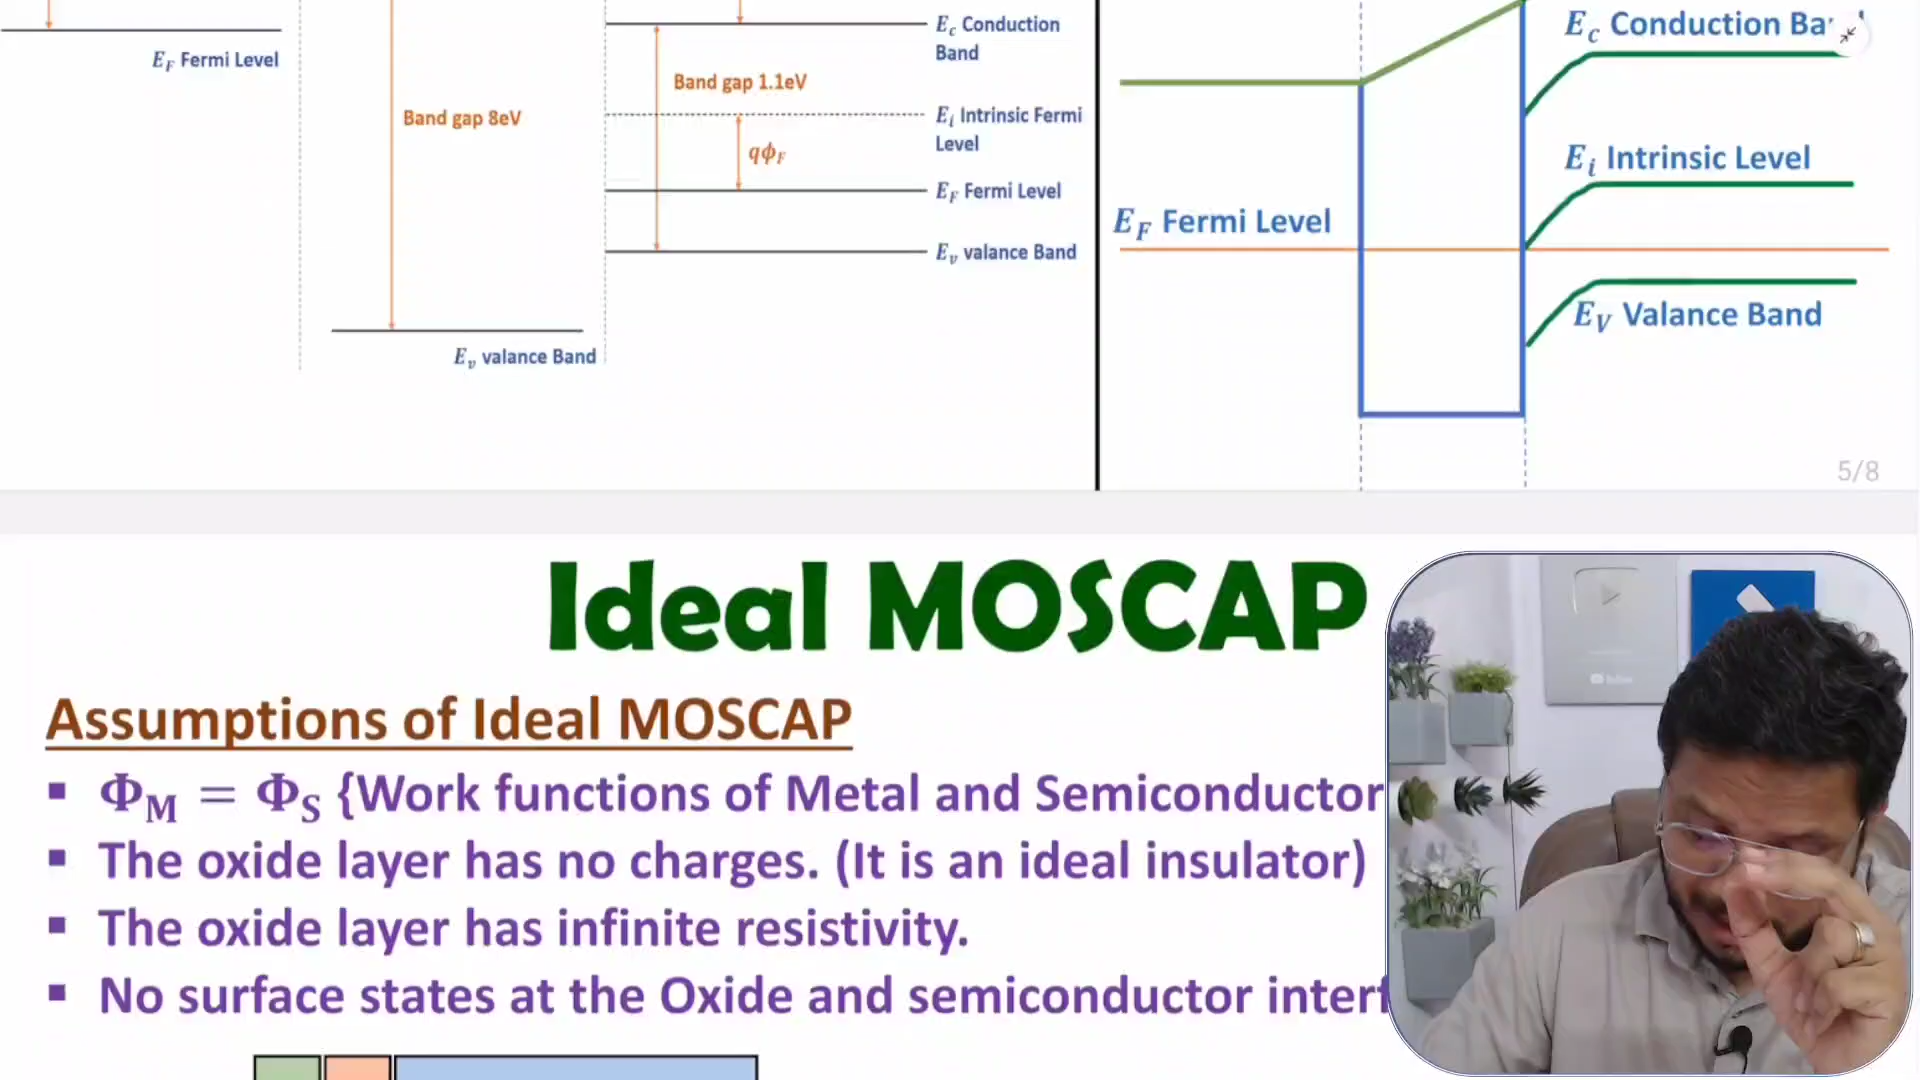 E_F Fermi Level
Band gap 8eV
E_v valance Band
E_c Conduction
Band
Band gap 1.1eV
E_i Intrinsic Fermi
Level
qϕ_F
E_F Fermi Level
E_v valance Band
E_c Conduction
E_i Intrinsic Level
E_F Fermi Level
E_V Valance Band
5/8
Ideal MOSCAP
Assumptions of Ideal MOSCAP
▪ Φ_M = Φ_S {Work functions of Metal and Semiconductor
▪ The oxide layer has no charges. (It is an ideal insulator)
▪ The oxide layer has infinite resistivity.
▪ No surface states at the Oxide and semiconductor